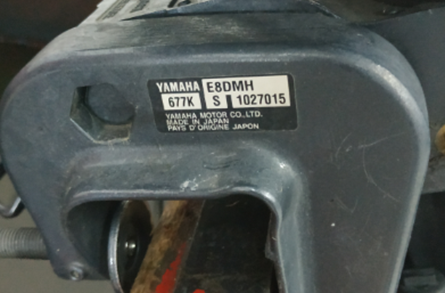 YAMAHA E8DMH
677K S 1027015
YAMAHA MOTOR CO.,LTD.
MADE IN JAPAN
PAYS D'ORIGINE JAPON